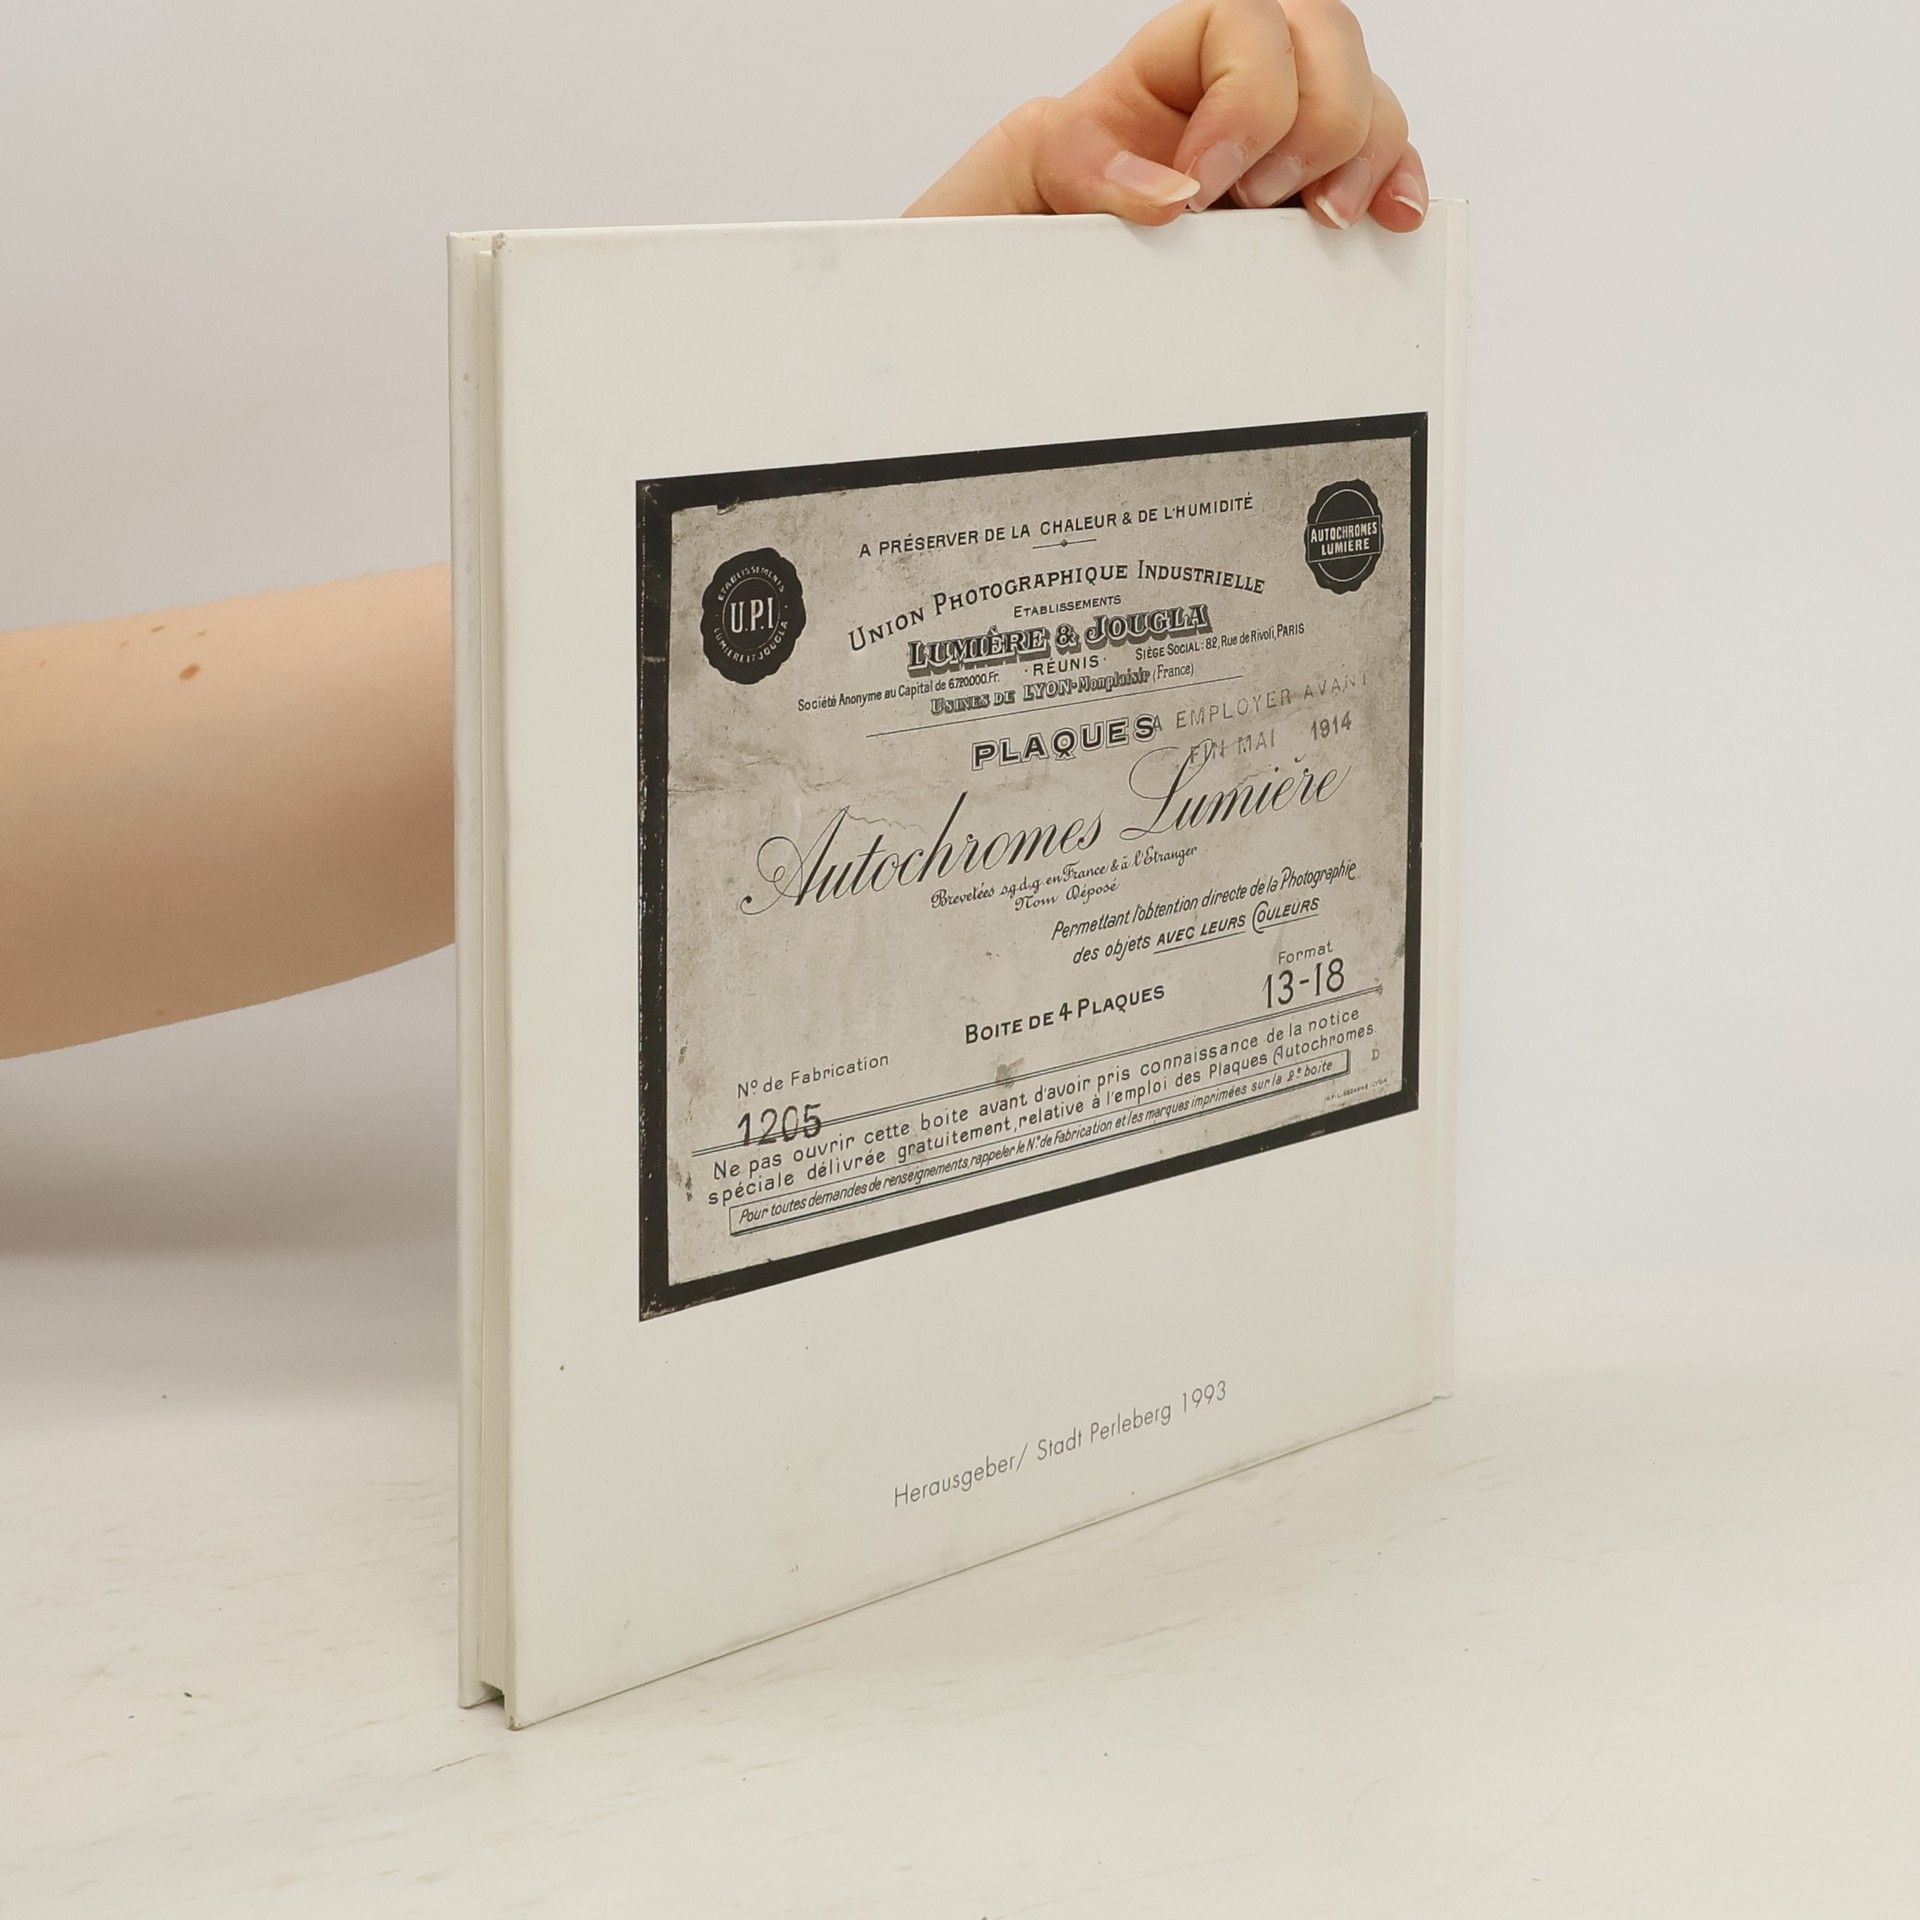 A PRÉSERVER DE LA CHALEUR & DE L'HUMIDITÉ
ETABLISSEMENTS
U.P.I
LUMIÈRE ET JOUGLA
AUTOCHROMES
LUMIÈRE
UNION PHOTOGRAPHIQUE INDUSTRIELLE
ETABLISSEMENTS
LUMIÈRE & JOUGLA
·RÉUNIS·
Société Anonyme au Capital de 6.720.000.Fr.
SIÈGE SOCIAL: 82, Rue de Rivoli, PARIS
USINES DE LYON-Monplaisir (France)
PLAQUES
A EMPLOYER AVANT
FIN MAI 1914
Autochromes Lumière
Brevetées s.g.d.g. en France & à l'Etranger
Nom Déposé
Permettant l'obtention directe de la Photographie
des objets AVEC LEURS COULEURS
Format
13-18
BOITE DE 4 PLAQUES
Nº de Fabrication
1205
Ne pas ouvrir cette boite avant d'avoir pris connaissance de la notice
spéciale délivrée gratuitement, relative à l'emploi des Plaques Autochromes
Pour toutes demandes de renseignements, rappeler le Nº de Fabrication et les marques imprimées sur la 2e boite
D
Herausgeber/ Stadt Perleberg 1993